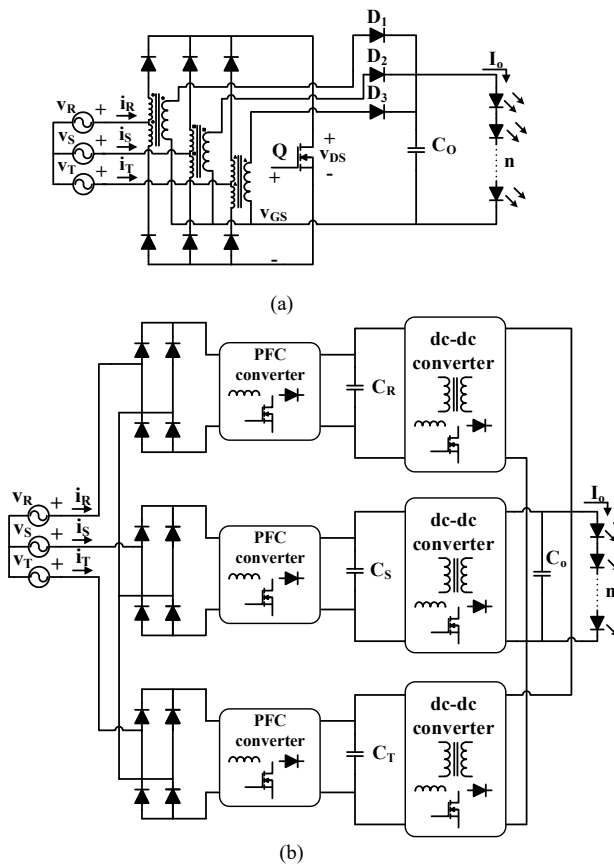 D1
D2
D3
Io
vR + iR
vS + iS
vT + iT
Q
+
vDS
-
+
vGS
-
CO
n
(a)
PFC converter
CR
dc-dc converter
vR + iR
vS + iS
vT + iT
PFC converter
CS
dc-dc converter
Co
Io
n
PFC converter
CT
dc-dc converter
(b)